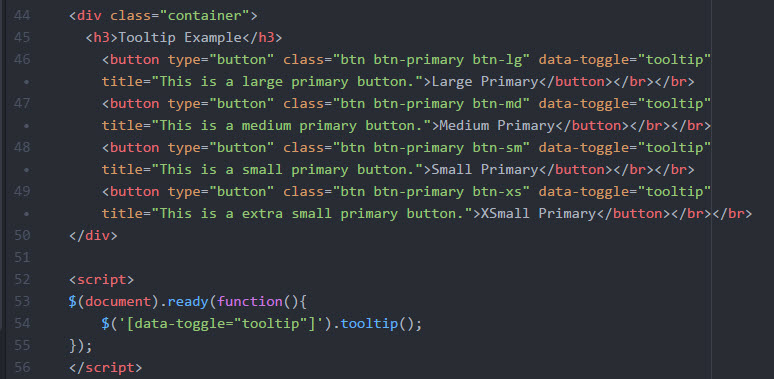 44 <div class="container">
45 <h3>Tooltip Example</h3>
46 <button type="button" class="btn btn-primary btn-lg" data-toggle="tooltip"
• title="This is a large primary button.">Large Primary</button></br></br>
47 <button type="button" class="btn btn-primary btn-md" data-toggle="tooltip"
• title="This is a medium primary button.">Medium Primary</button></br></br>
48 <button type="button" class="btn btn-primary btn-sm" data-toggle="tooltip"
• title="This is a small primary button.">Small Primary</button></br></br>
49 <button type="button" class="btn btn-primary btn-xs" data-toggle="tooltip"
• title="This is a extra small primary button.">XSmall Primary</button></br></br>
50 </div>
51
52 <script>
53 $(document).ready(function(){
54 $('[data-toggle="tooltip"]').tooltip();
55 });
56 </script>